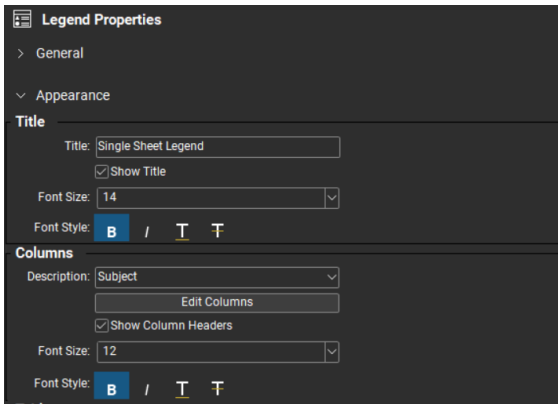 Legend Properties
General
Appearance
Title
Title: Single Sheet Legend
Show Title
Font Size: 14
Font Style: B I T T
Columns
Description: Subject
Edit Columns
Show Column Headers
Font Size: 12
Font Style: B I T T